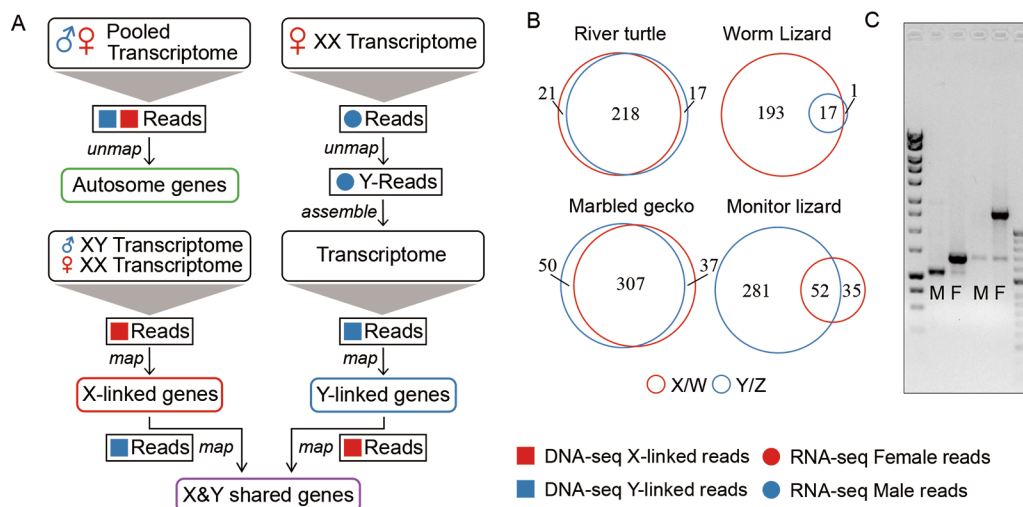 A
♂♀ Pooled
Transcriptome
♀ XX Transcriptome
Reads
Reads
unmap
unmap
Autosome genes
Y-Reads
assemble
♂ XY Transcriptome
♀ XX Transcriptome
Transcriptome
Reads
Reads
map
map
X-linked genes
Y-linked genes
Reads
map
map
Reads
X&Y shared genes
B
River turtle
Worm Lizard
21
218
17
193
17
1
Marbled gecko
Monitor lizard
50
307
37
281
52
35
X/W
Y/Z
C
M F M F
DNA-seq X-linked reads
RNA-seq Female reads
DNA-seq Y-linked reads
RNA-seq Male reads